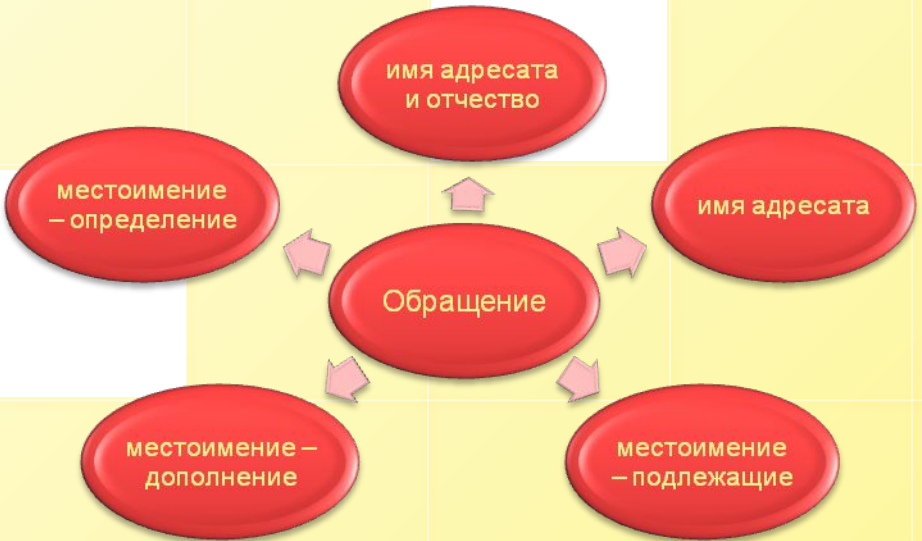 имя адресата
и отчество
местоимение
– определение
имя адресата
Обращение
местоимение –
дополнение
местоимение
– подлежащие